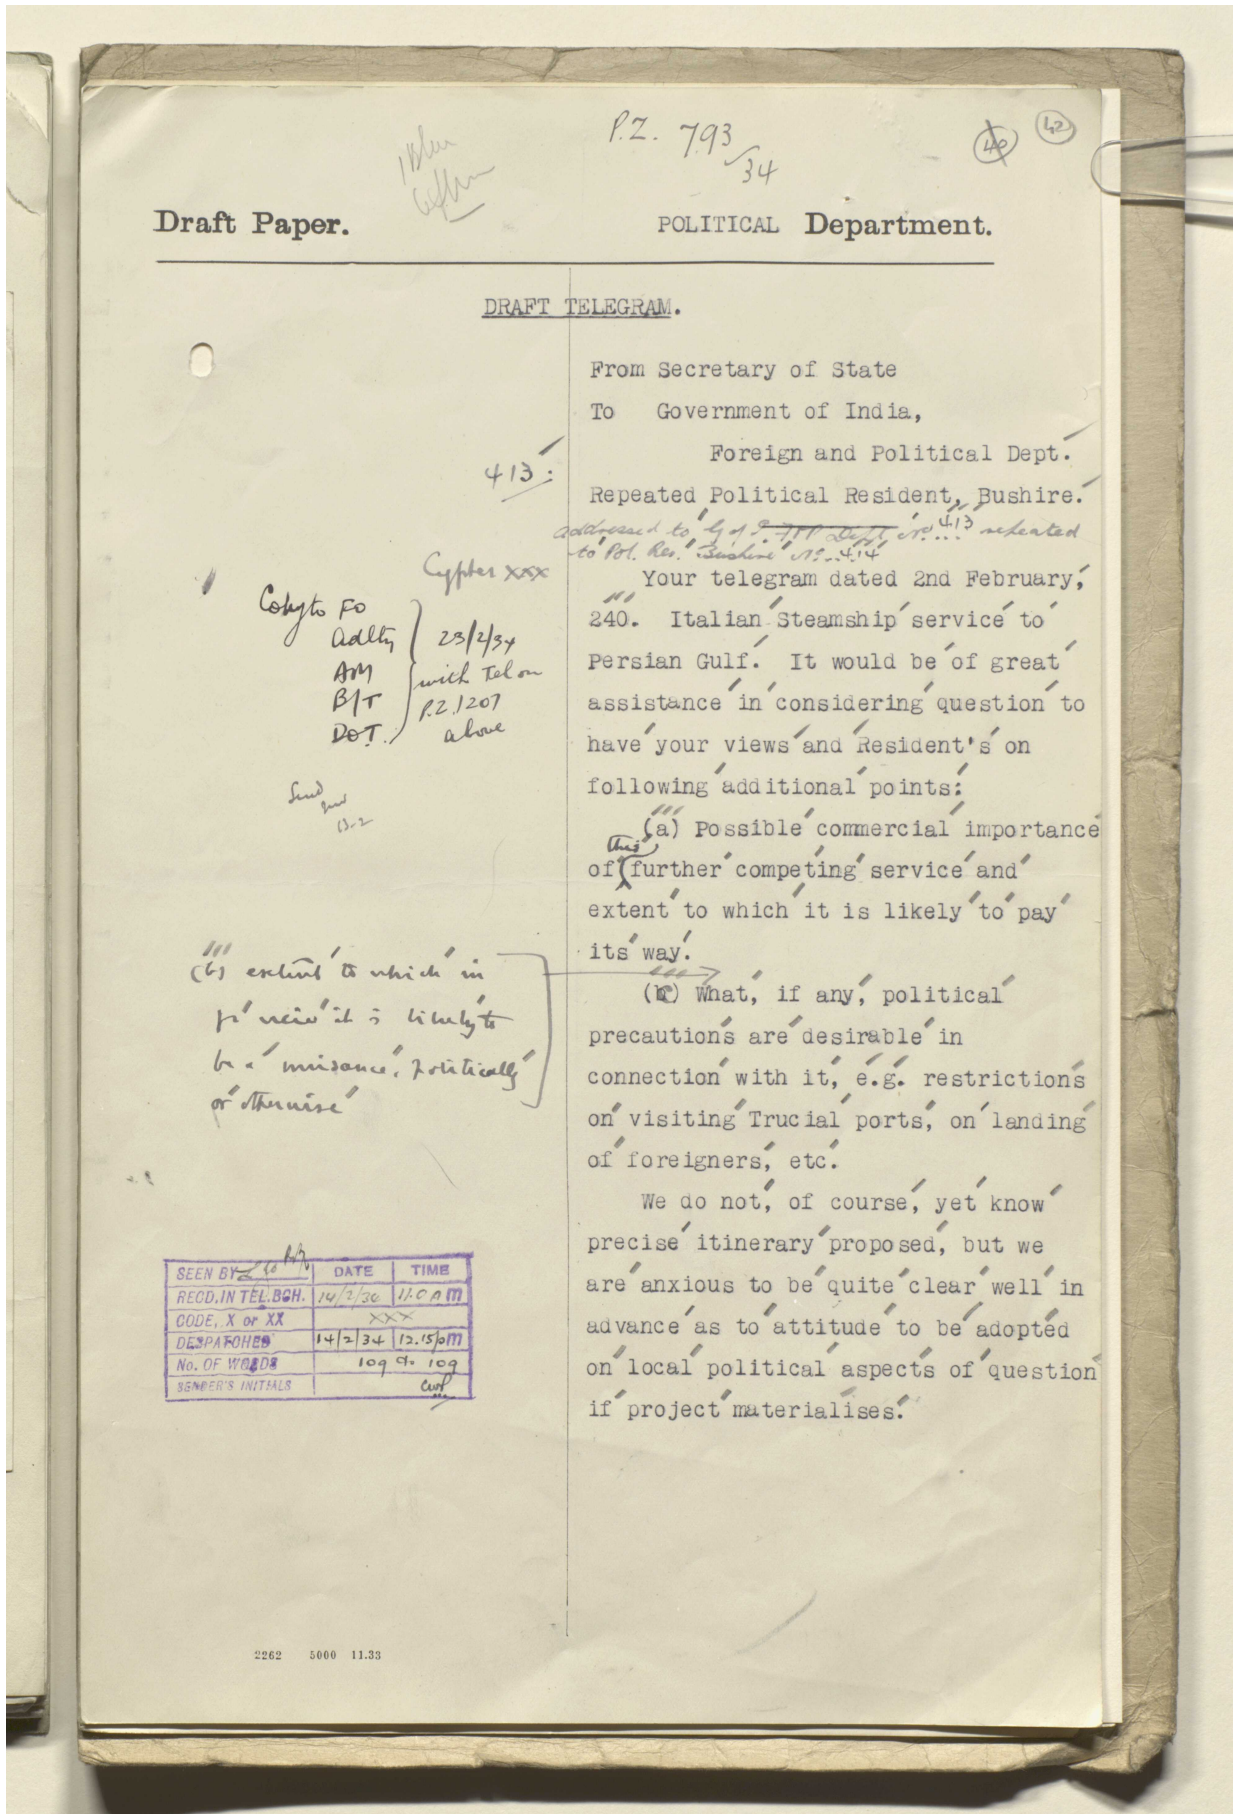 P.Z. 793/34
40
42
Draft Paper.
POLITICAL Department.
DRAFT TELEGRAM.
From Secretary of State
To Government of India,
Foreign and Political Dept.
413.
Repeated Political Resident, Bushire.
addressed to G of I. F&P Dept No. 413 repeated
to Pol. Res. Bushire No. 414
Cypher XXX
Your telegram dated 2nd February,
240. Italian Steamship service to
Persian Gulf. It would be of great
assistance in considering question to
have your views and Resident's on
following additional points:
(a) Possible commercial importance
this
of further competing service and
extent to which it is likely to pay
its way.
(c) What, if any, political
precautions are desirable in
connection with it, e.g. restrictions
on visiting Trucial ports, on landing
of foreigners, etc.
We do not, of course, yet know
precise itinerary proposed, but we
are anxious to be quite clear well in
advance as to attitude to be adopted
on local political aspects of question
if project materialises.
Copy to FO
Adlty 23/2/34
AM with Tel on
B/T P.Z. 1207
DOT. above
Send
13.2
(b) extent to which in
yr view it is likely to
be a nuisance, politically
or otherwise
SEEN BY DATE TIME
RECD. IN TEL. BCH. 14/2/34 11.0 am
CODE, X or XX XXX
DESPATCHED 14/2/34 12.15 pm
No. OF WORDS 109 109
SENDER'S INITIALS
2262 5000 11.33